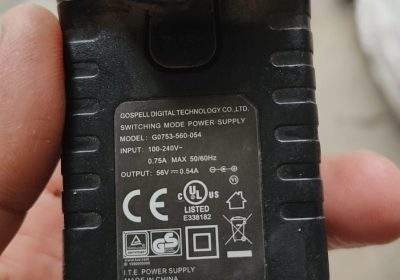 GOSPELL DIGITAL TECHNOLOGY CO.,LTD.
SWITCHING MODE POWER SUPPLY
MODEL: G0753-560-054
INPUT: 100-240V~
0.75A MAX 50/60Hz
OUTPUT: 56V⎓0.54A
CE
c UL US
LISTED
E338182
GS
I.T.E. POWER SUPPLY
MADE IN CHINA